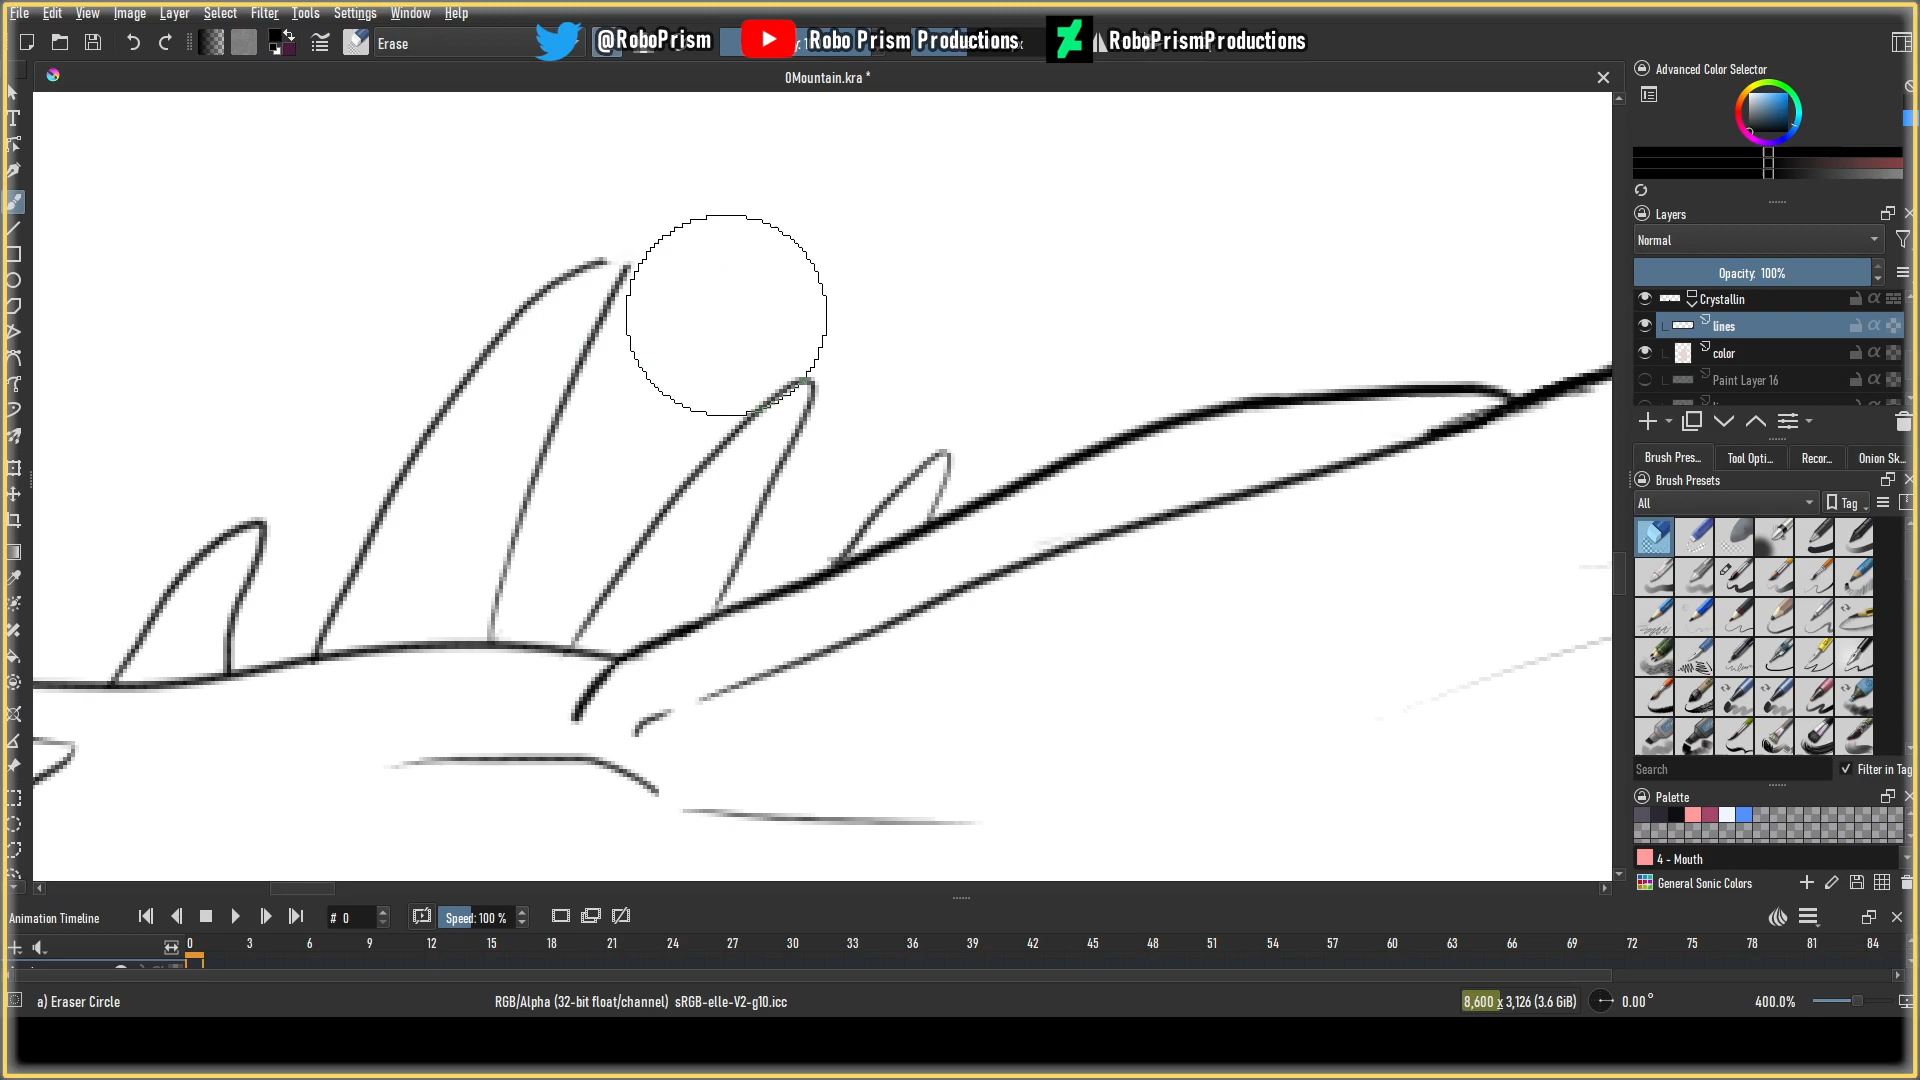 File Edit View Image Layer Select Filter Tools Settings Window Help
Erase
@RoboPrism
Robo Prism Productions
RoboPrismProductions
0Mountain.kra *
Advanced Color Selector
Layers
Normal
Opacity: 100%
Crystallin
lines
color
Paint Layer 16
Brush Pres... Tool Opti... Recor... Onion Sk...
Brush Presets
All
Tag
Search
Filter in Tag
Palette
4 - Mouth
General Sonic Colors
Animation Timeline
# 0
Speed: 100 %
0 3 6 9 12 15 18 21 24 27 30 33 36 39 42 45 48 51 54 57 60 63 66 69 72 75 78 81 84
a) Eraser Circle
RGB/Alpha (32-bit float/channel) sRGB-elle-V2-g10.icc
8,600 x 3,126 (3.6 GiB)
0.00°
400.0%